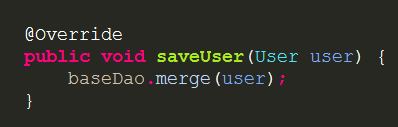 @Override
public void saveUser(User user) {
    baseDao.merge(user);
}